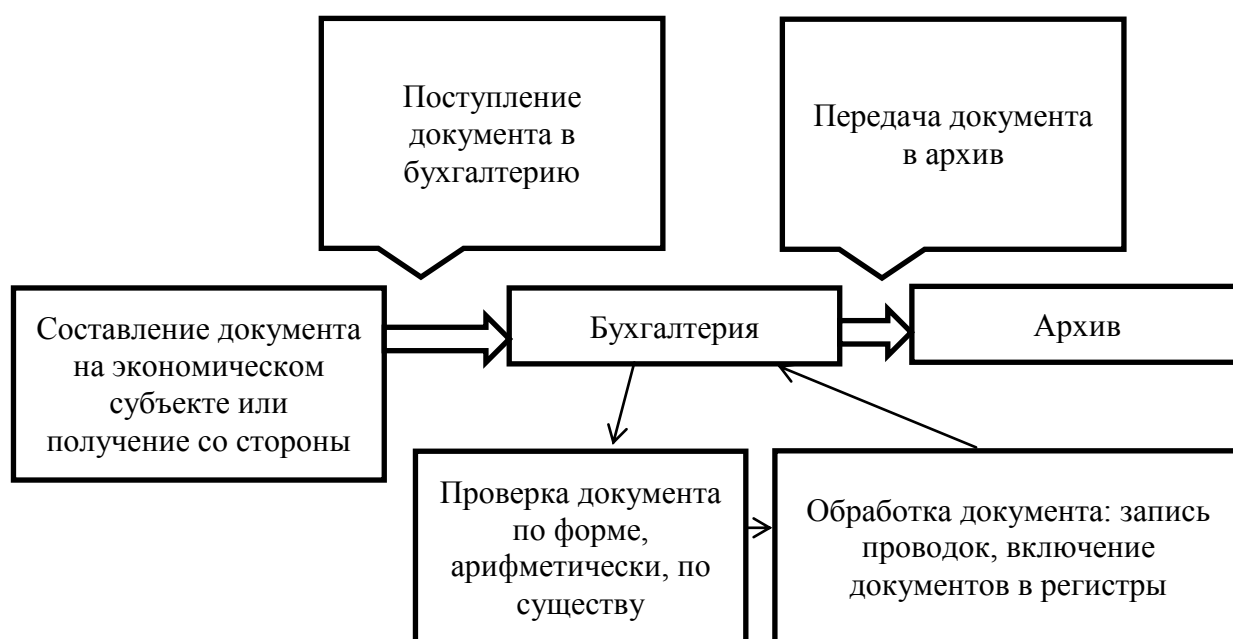 Поступление
документа в
бухгалтерию
Передача документа
в архив
Составление документа
на экономическом
субъекте или
получение со стороны
Бухгалтерия
Архив
Проверка документа
по форме,
арифметически, по
существу
Обработка документа: запись
проводок, включение
документов в регистры